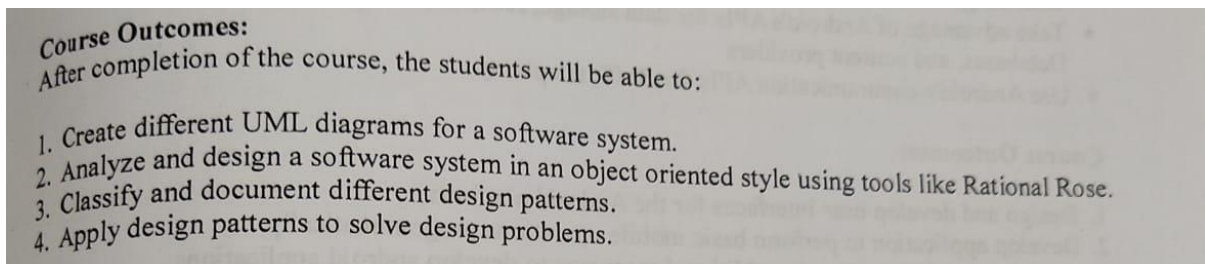 Course Outcomes:
After completion of the course, the students will be able to:
1. Create different UML diagrams for a software system.
2. Analyze and design a software system in an object oriented style using tools like Rational Rose.
3. Classify and document different design patterns.
4. Apply design patterns to solve design problems.